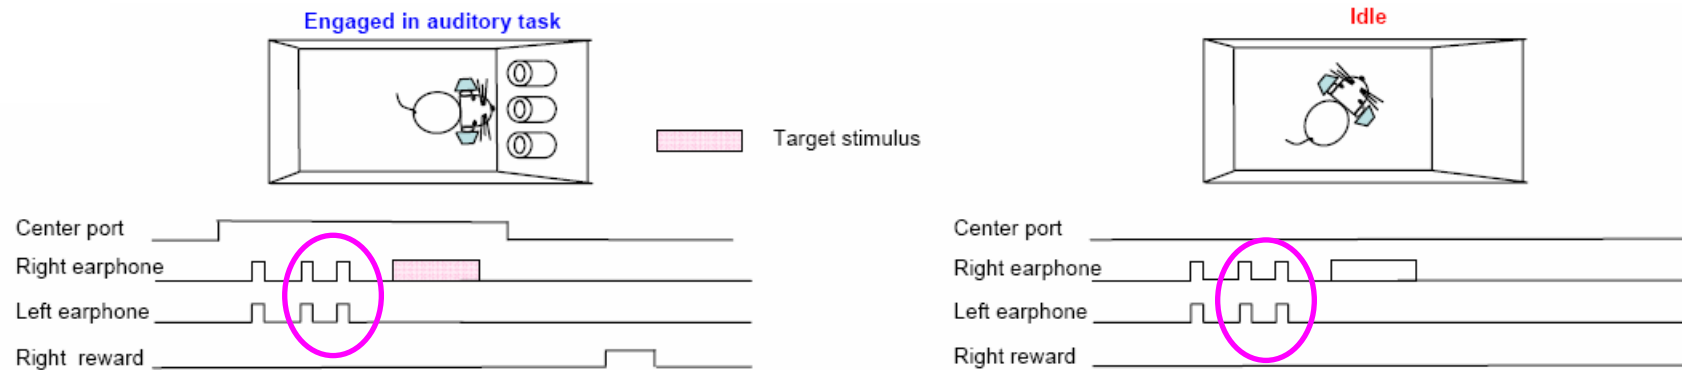 Engaged in auditory task
Idle
Target stimulus
Center port
Right earphone
Left earphone
Right reward
Center port
Right earphone
Left earphone
Right reward